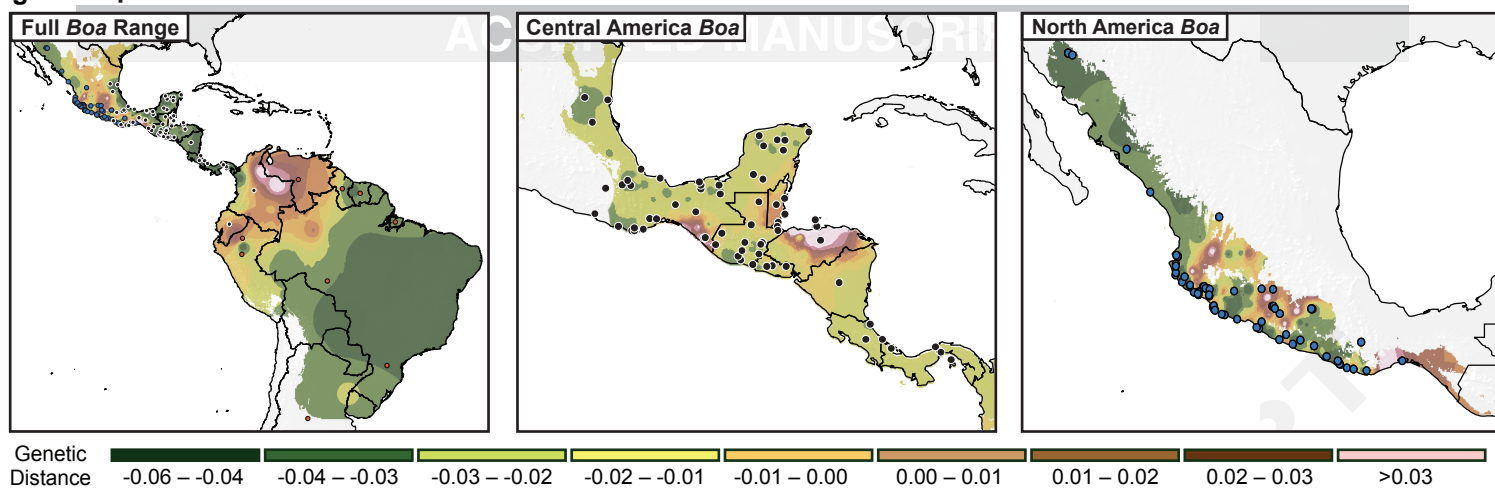 Full Boa Range
Central America Boa
North America Boa
ACCEPTED MANUSCRIPT
Genetic
Distance
-0.06 – -0.04
-0.04 – -0.03
-0.03 – -0.02
-0.02 – -0.01
-0.01 – 0.00
0.00 – 0.01
0.01 – 0.02
0.02 – 0.03
>0.03